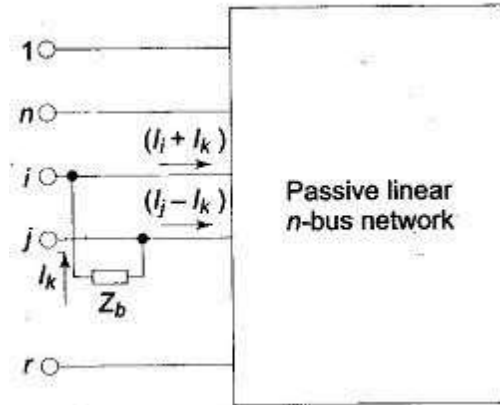 1
n
(I_i + I_k)
i
(I_j – I_k)
j
I_k
Z_b
r
Passive linear
n-bus network